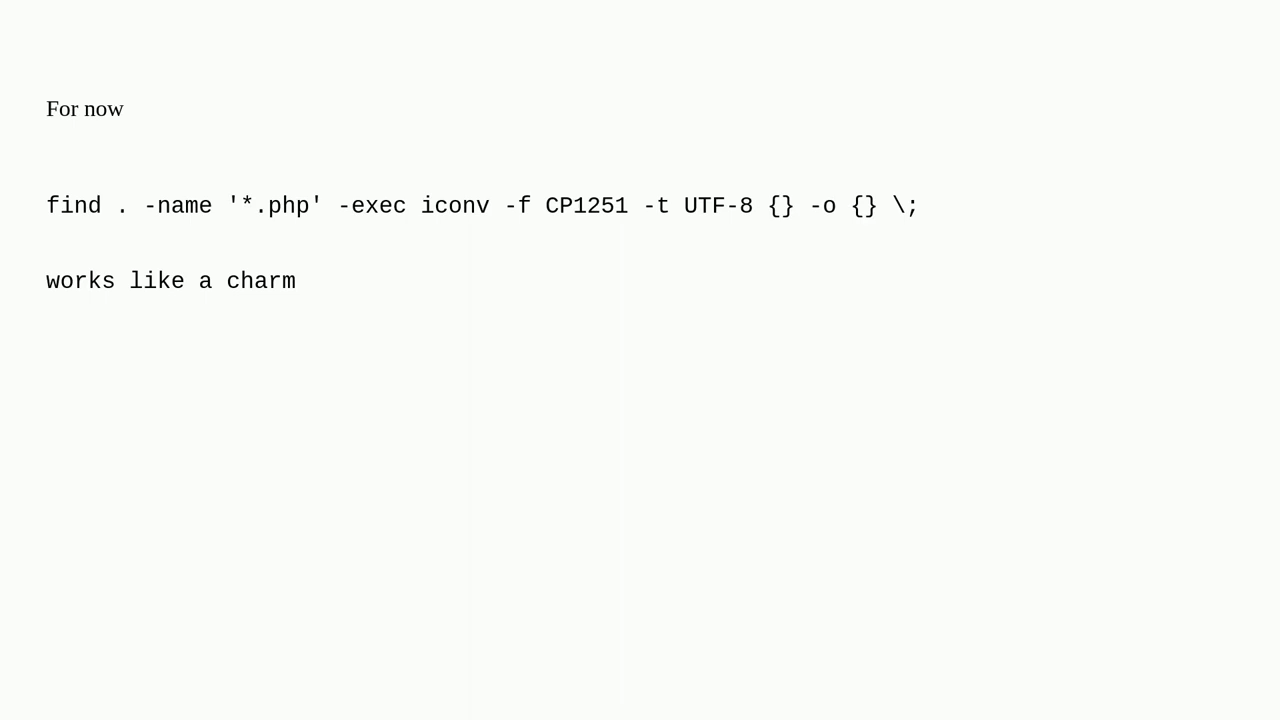 For now
find . -name '*.php' -exec iconv -f CP1251 -t UTF-8 {} -o {} \;
works like a charm